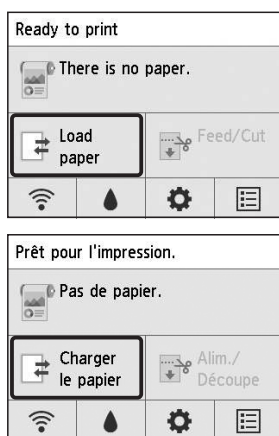 Ready to print
There is no paper.
Load
paper
Feed/Cut
Prêt pour l'impression.
Pas de papier.
Charger
le papier
Alim./
Découpe